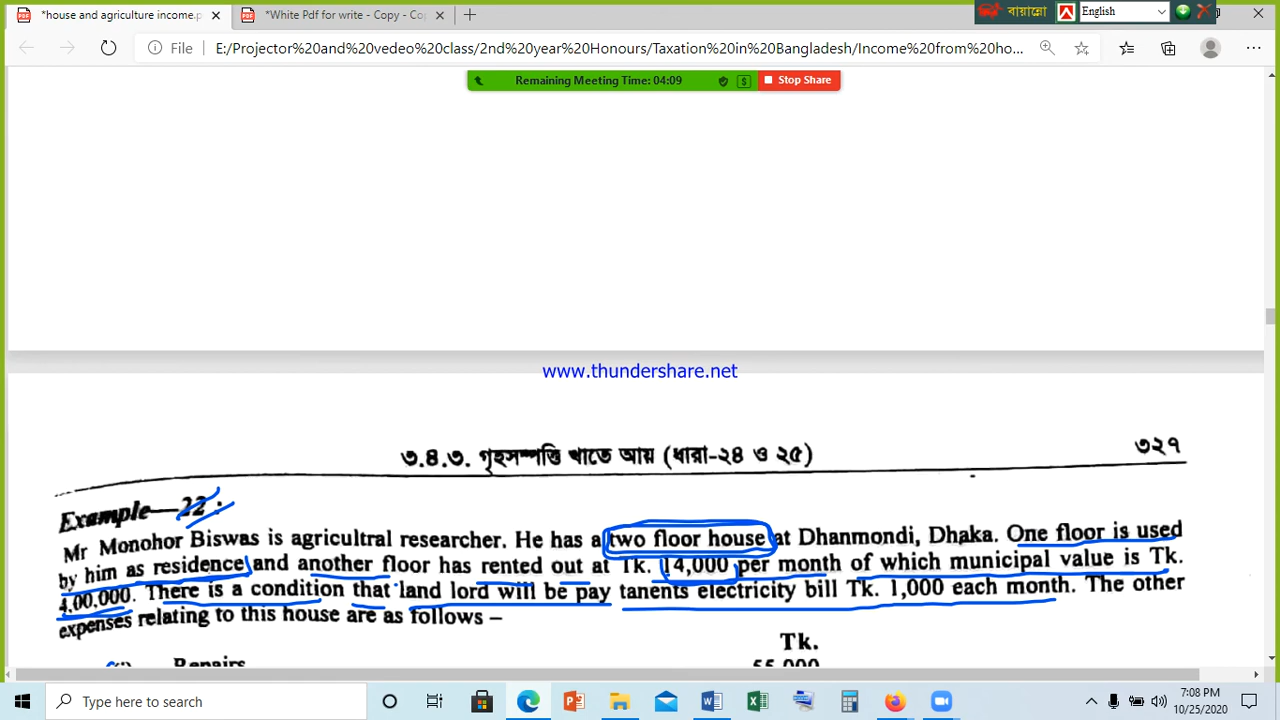 *house and agriculture income.p
*White Pdf for write - Copy - Co
বায়ান্নো
English
File
E:/Projector%20and%20vedeo%20class/2nd%20year%20Honours/Taxation%20in%20Bangladesh/Income%20from%20ho...
Remaining Meeting Time: 04:09
Stop Share
www.thundershare.net
৩.৪.৩. গৃহসম্পত্তি খাতে আয় (ধারা-২৪ ও ২৫)
৩২৭
Example—22 :
Mr Monohor Biswas is agricultral researcher. He has a two floor house at Dhanmondi, Dhaka. One floor is used
by him as residence and another floor has rented out at Tk. 14,000 per month of which municipal value is Tk.
4,00,000. There is a condition that land lord will be pay tanents electricity bill Tk. 1,000 each month. The other
expenses relating to this house are as follows –
Tk.
Repairs
55,000
Type here to search
7:08 PM
10/25/2020